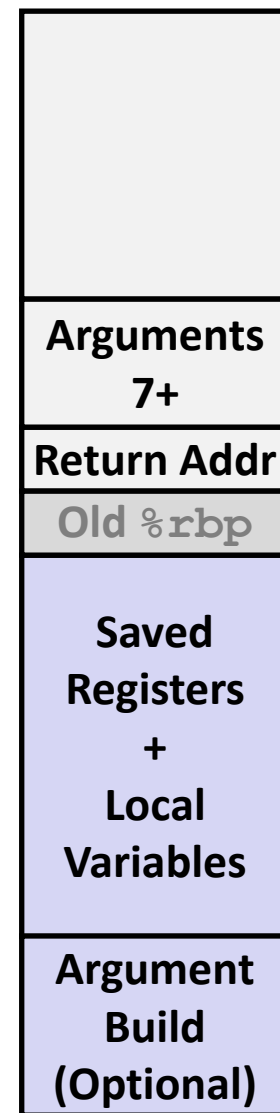 Arguments
7+
Return Addr
Old %rbp
Saved
Registers
+
Local
Variables
Argument
Build
(Optional)